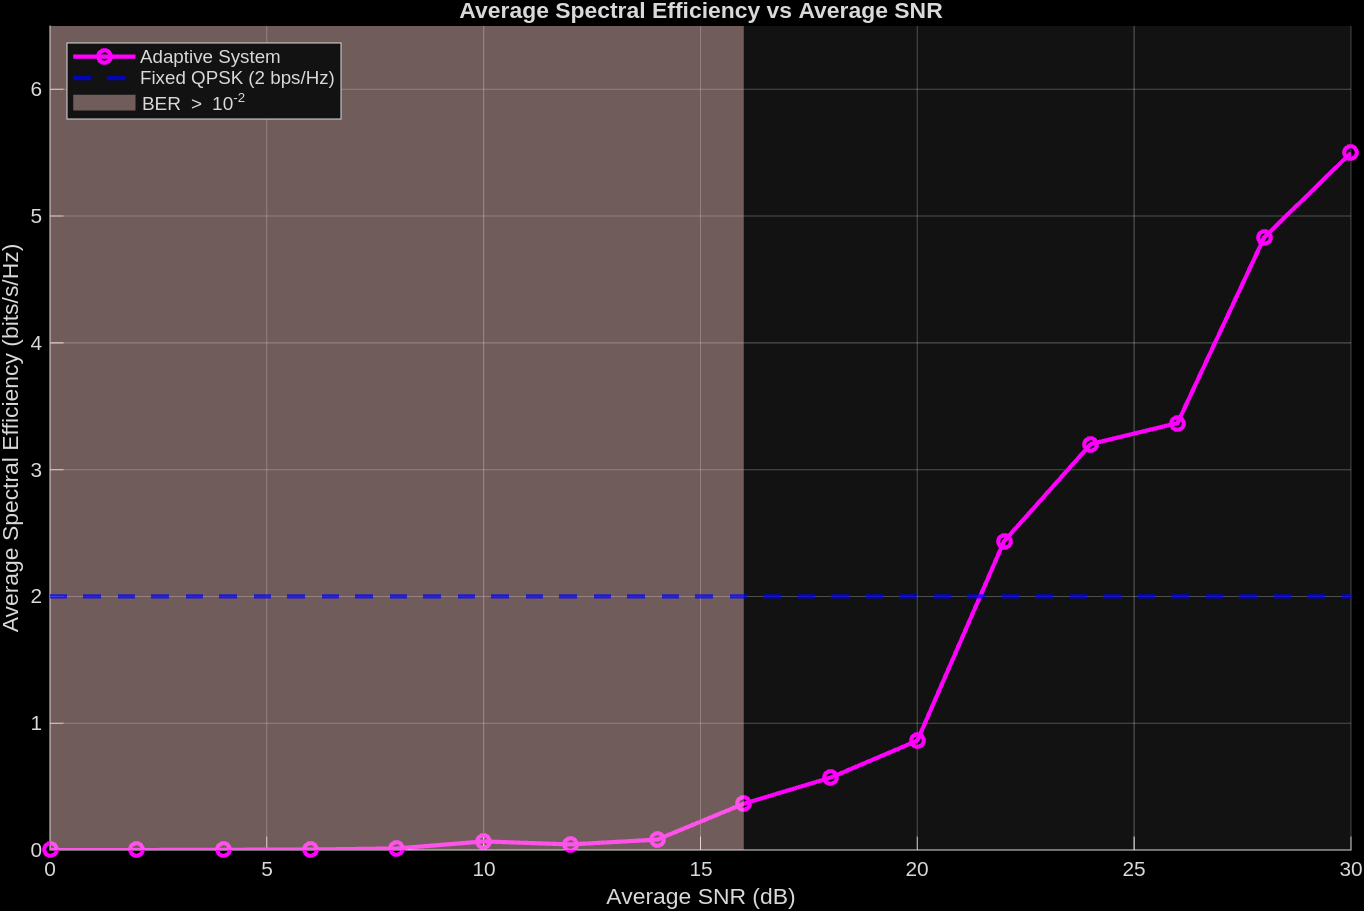 Average Spectral Efficiency vs Average SNR
Adaptive System
Fixed QPSK (2 bps/Hz)
BER > 10-2
Average Spectral Efficiency (bits/s/Hz)
6
5
4
3
2
1
0
0 5 10 15 20 25 30
Average SNR (dB)